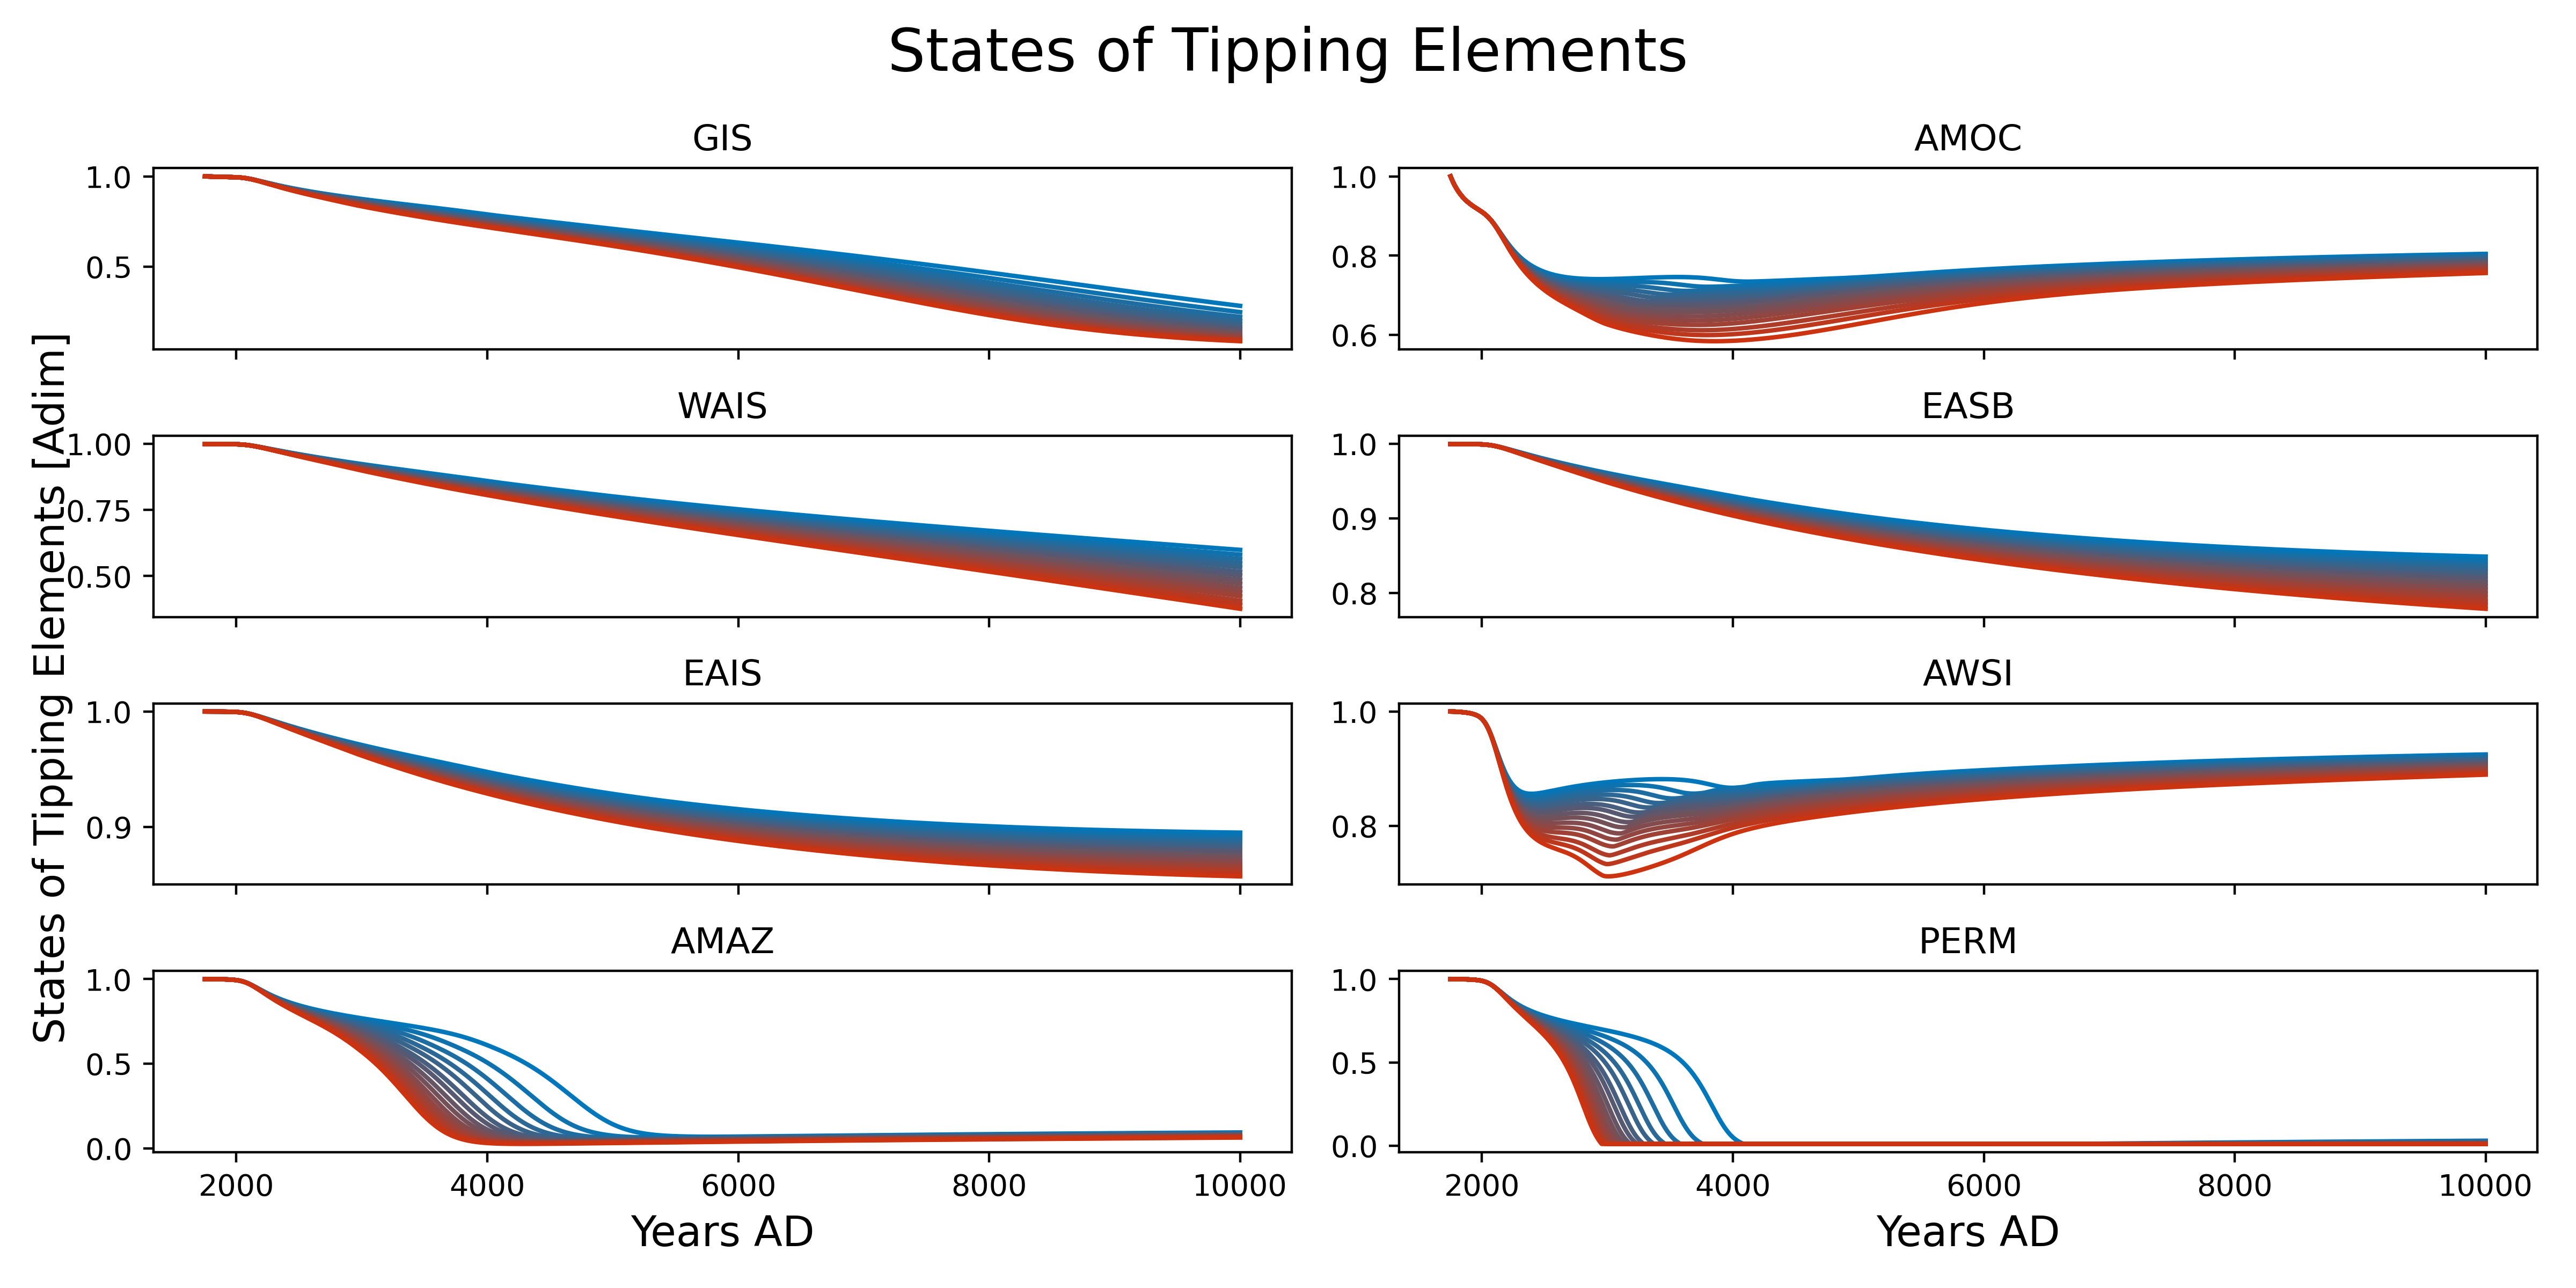 States of Tipping Elements
GIS
1.0
0.5
AMOC
1.0
0.8
0.6
WAIS
1.00
0.75
0.50
EASB
1.0
0.9
0.8
EAIS
1.0
0.9
AWSI
1.0
0.8
AMAZ
1.0
0.5
0.0
2000 4000 6000 8000 10000
Years AD
PERM
1.0
0.5
0.0
2000 4000 6000 8000 10000
Years AD
States of Tipping Elements [Adim]